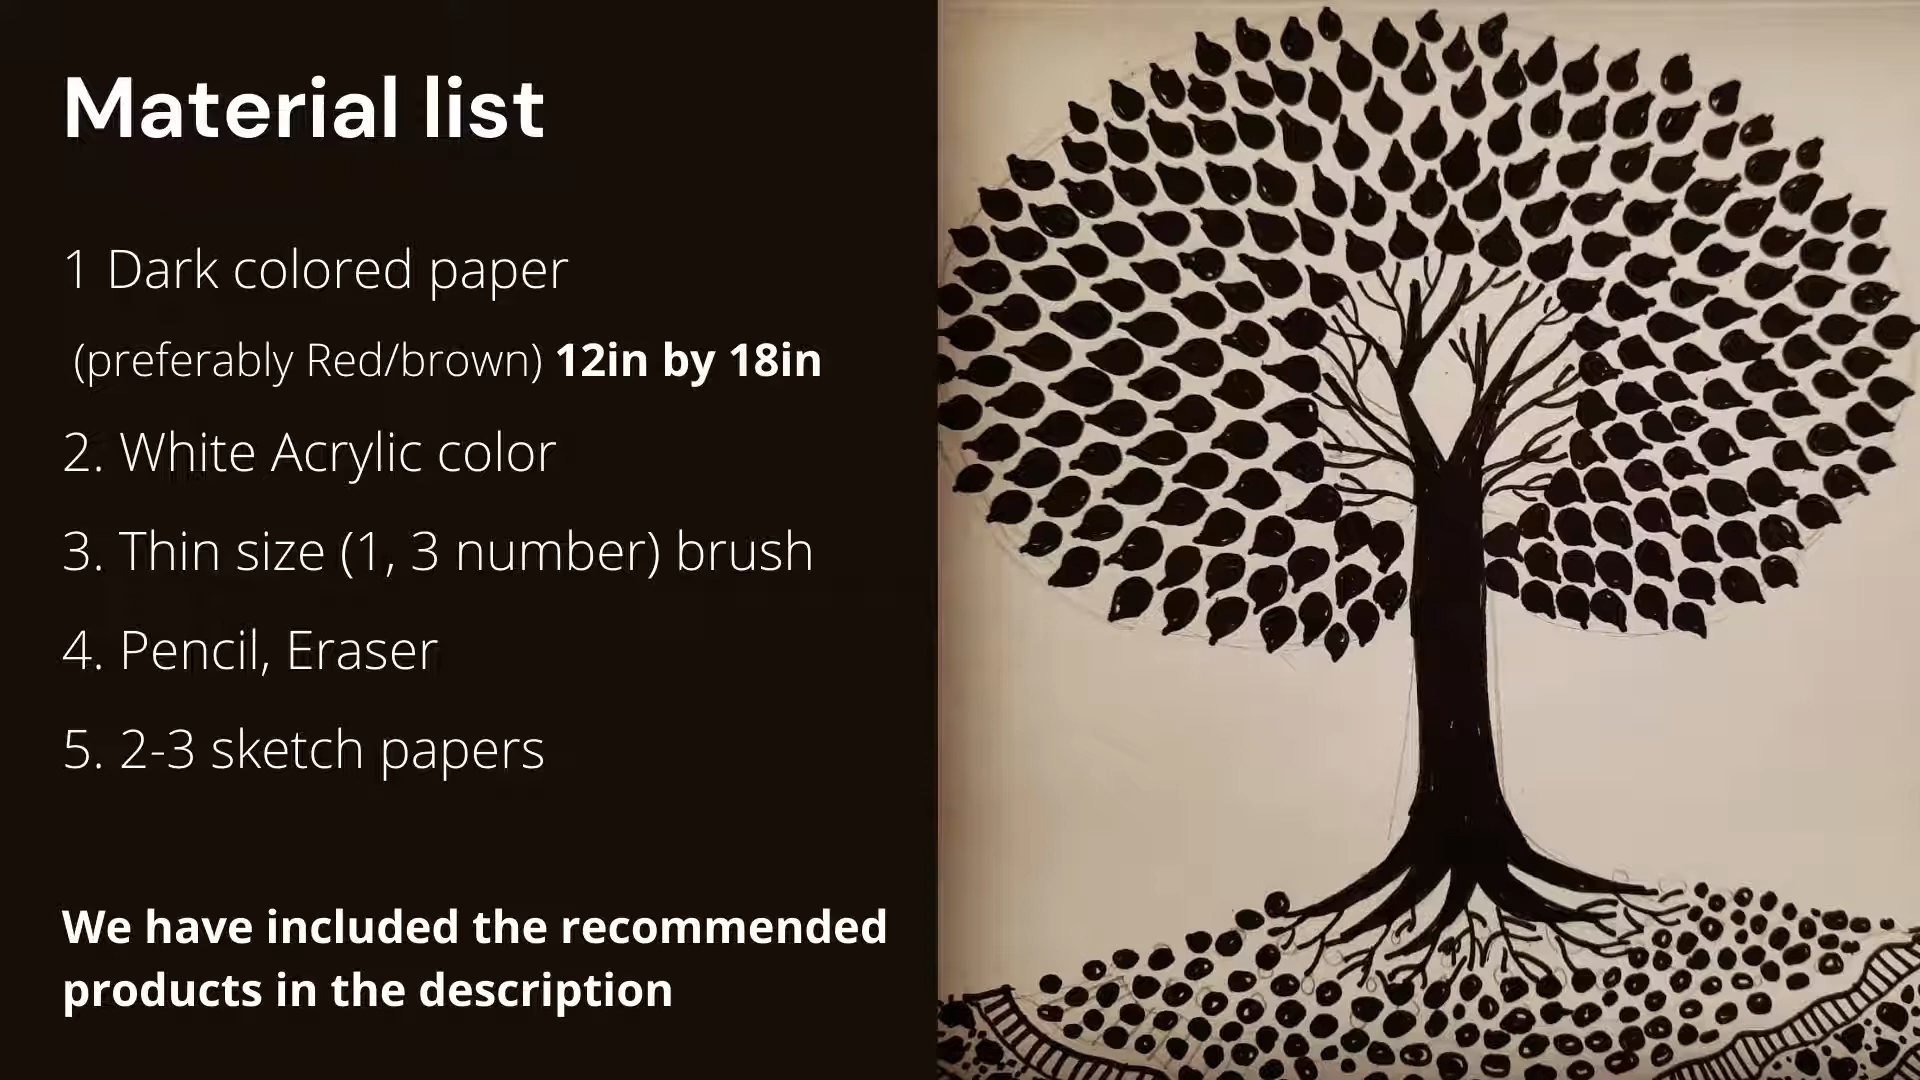 Material list
1 Dark colored paper
(preferably Red/brown) 12in by 18in
2. White Acrylic color
3. Thin size (1, 3 number) brush
4. Pencil, Eraser
5. 2-3 sketch papers
We have included the recommended
products in the description